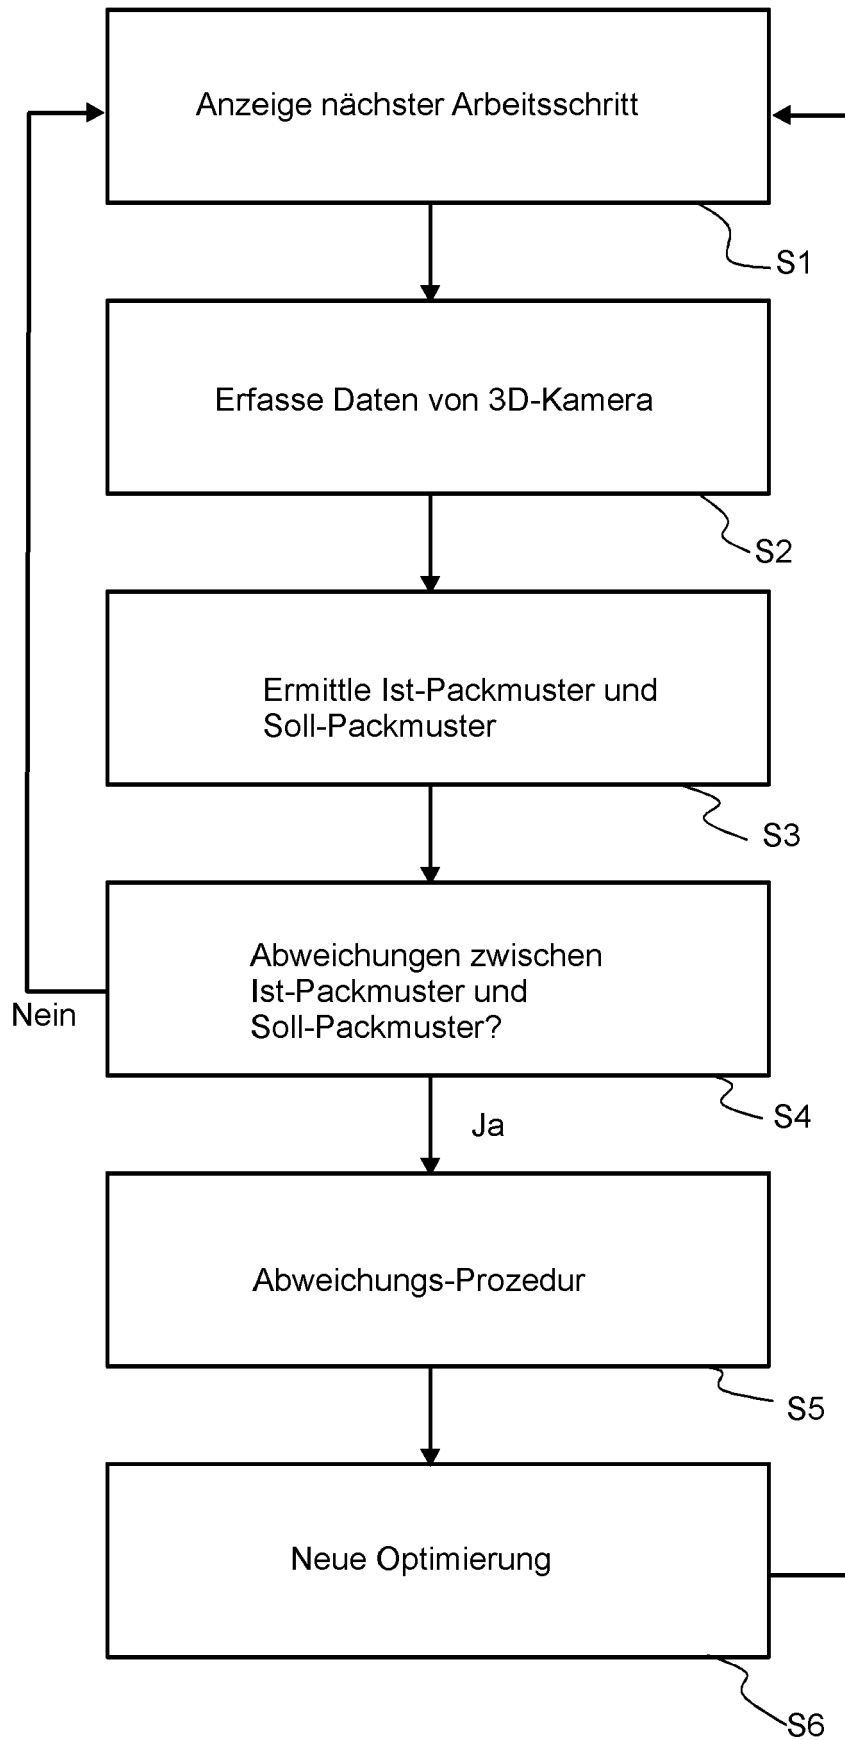 Anzeige nächster Arbeitsschritt
S1
Erfasse Daten von 3D-Kamera
S2
Ermittle Ist-Packmuster und
Soll-Packmuster
S3
Abweichungen zwischen
Ist-Packmuster und
Soll-Packmuster?
Nein
S4
Ja
Abweichungs-Prozedur
S5
Neue Optimierung
S6